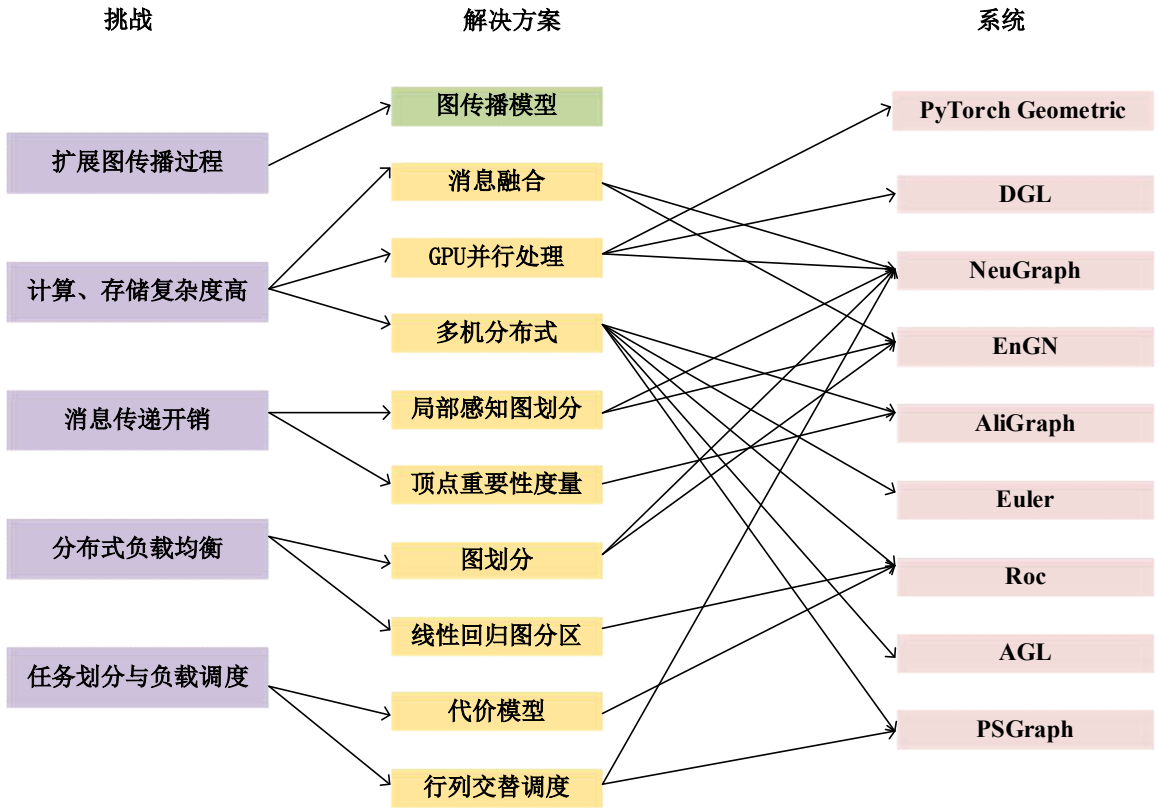 挑战
解决方案
系统
扩展图传播过程
计算、存储复杂度高
消息传递开销
分布式负载均衡
任务划分与负载调度
图传播模型
消息融合
GPU并行处理
多机分布式
局部感知图划分
顶点重要性度量
图划分
线性回归图分区
代价模型
行列交替调度
PyTorch Geometric
DGL
NeuGraph
EnGN
AliGraph
Euler
Roc
AGL
PSGraph